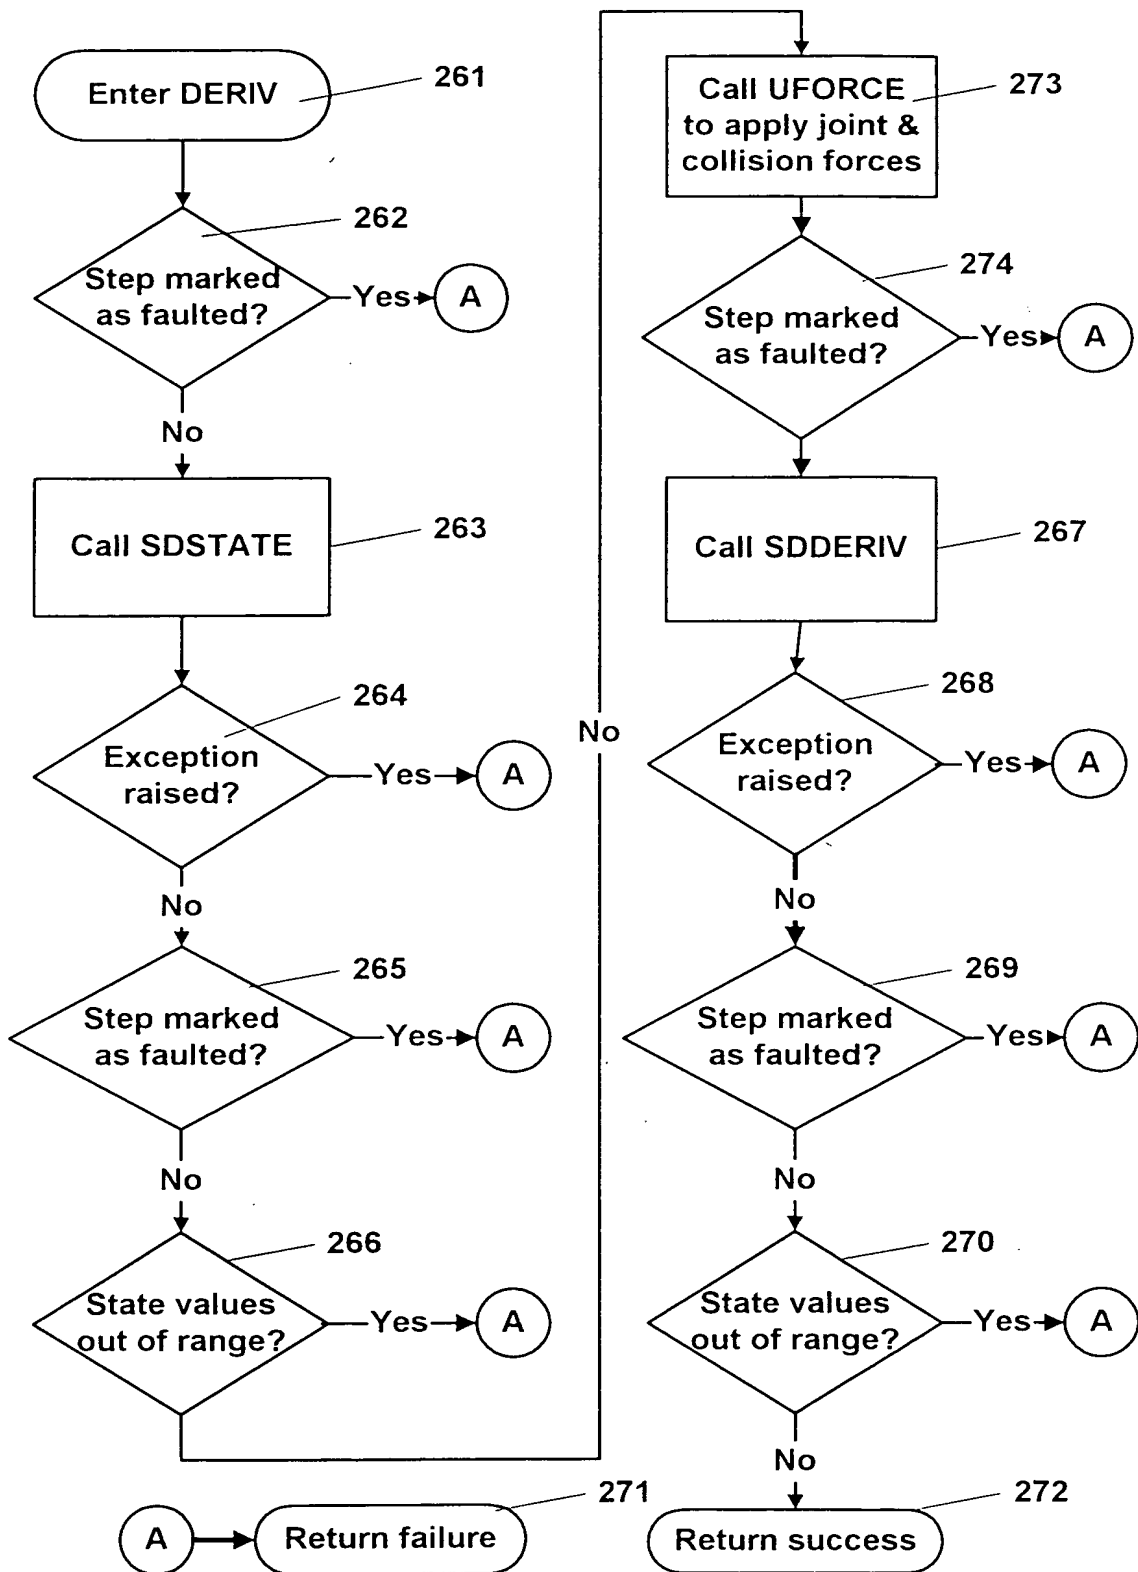 Enter DERIV
261
262
Step marked
as faulted?
Yes
A
No
Call SDSTATE
263
264
Exception
raised?
Yes
A
No
265
Step marked
as faulted?
Yes
A
No
266
State values
out of range?
Yes
A
No
Call UFORCE
to apply joint &
collision forces
273
274
Step marked
as faulted?
Yes
A
Call SDDERIV
267
268
Exception
raised?
Yes
A
No
269
Step marked
as faulted?
Yes
A
No
270
State values
out of range?
Yes
A
No
A
Return failure
271
Return success
272